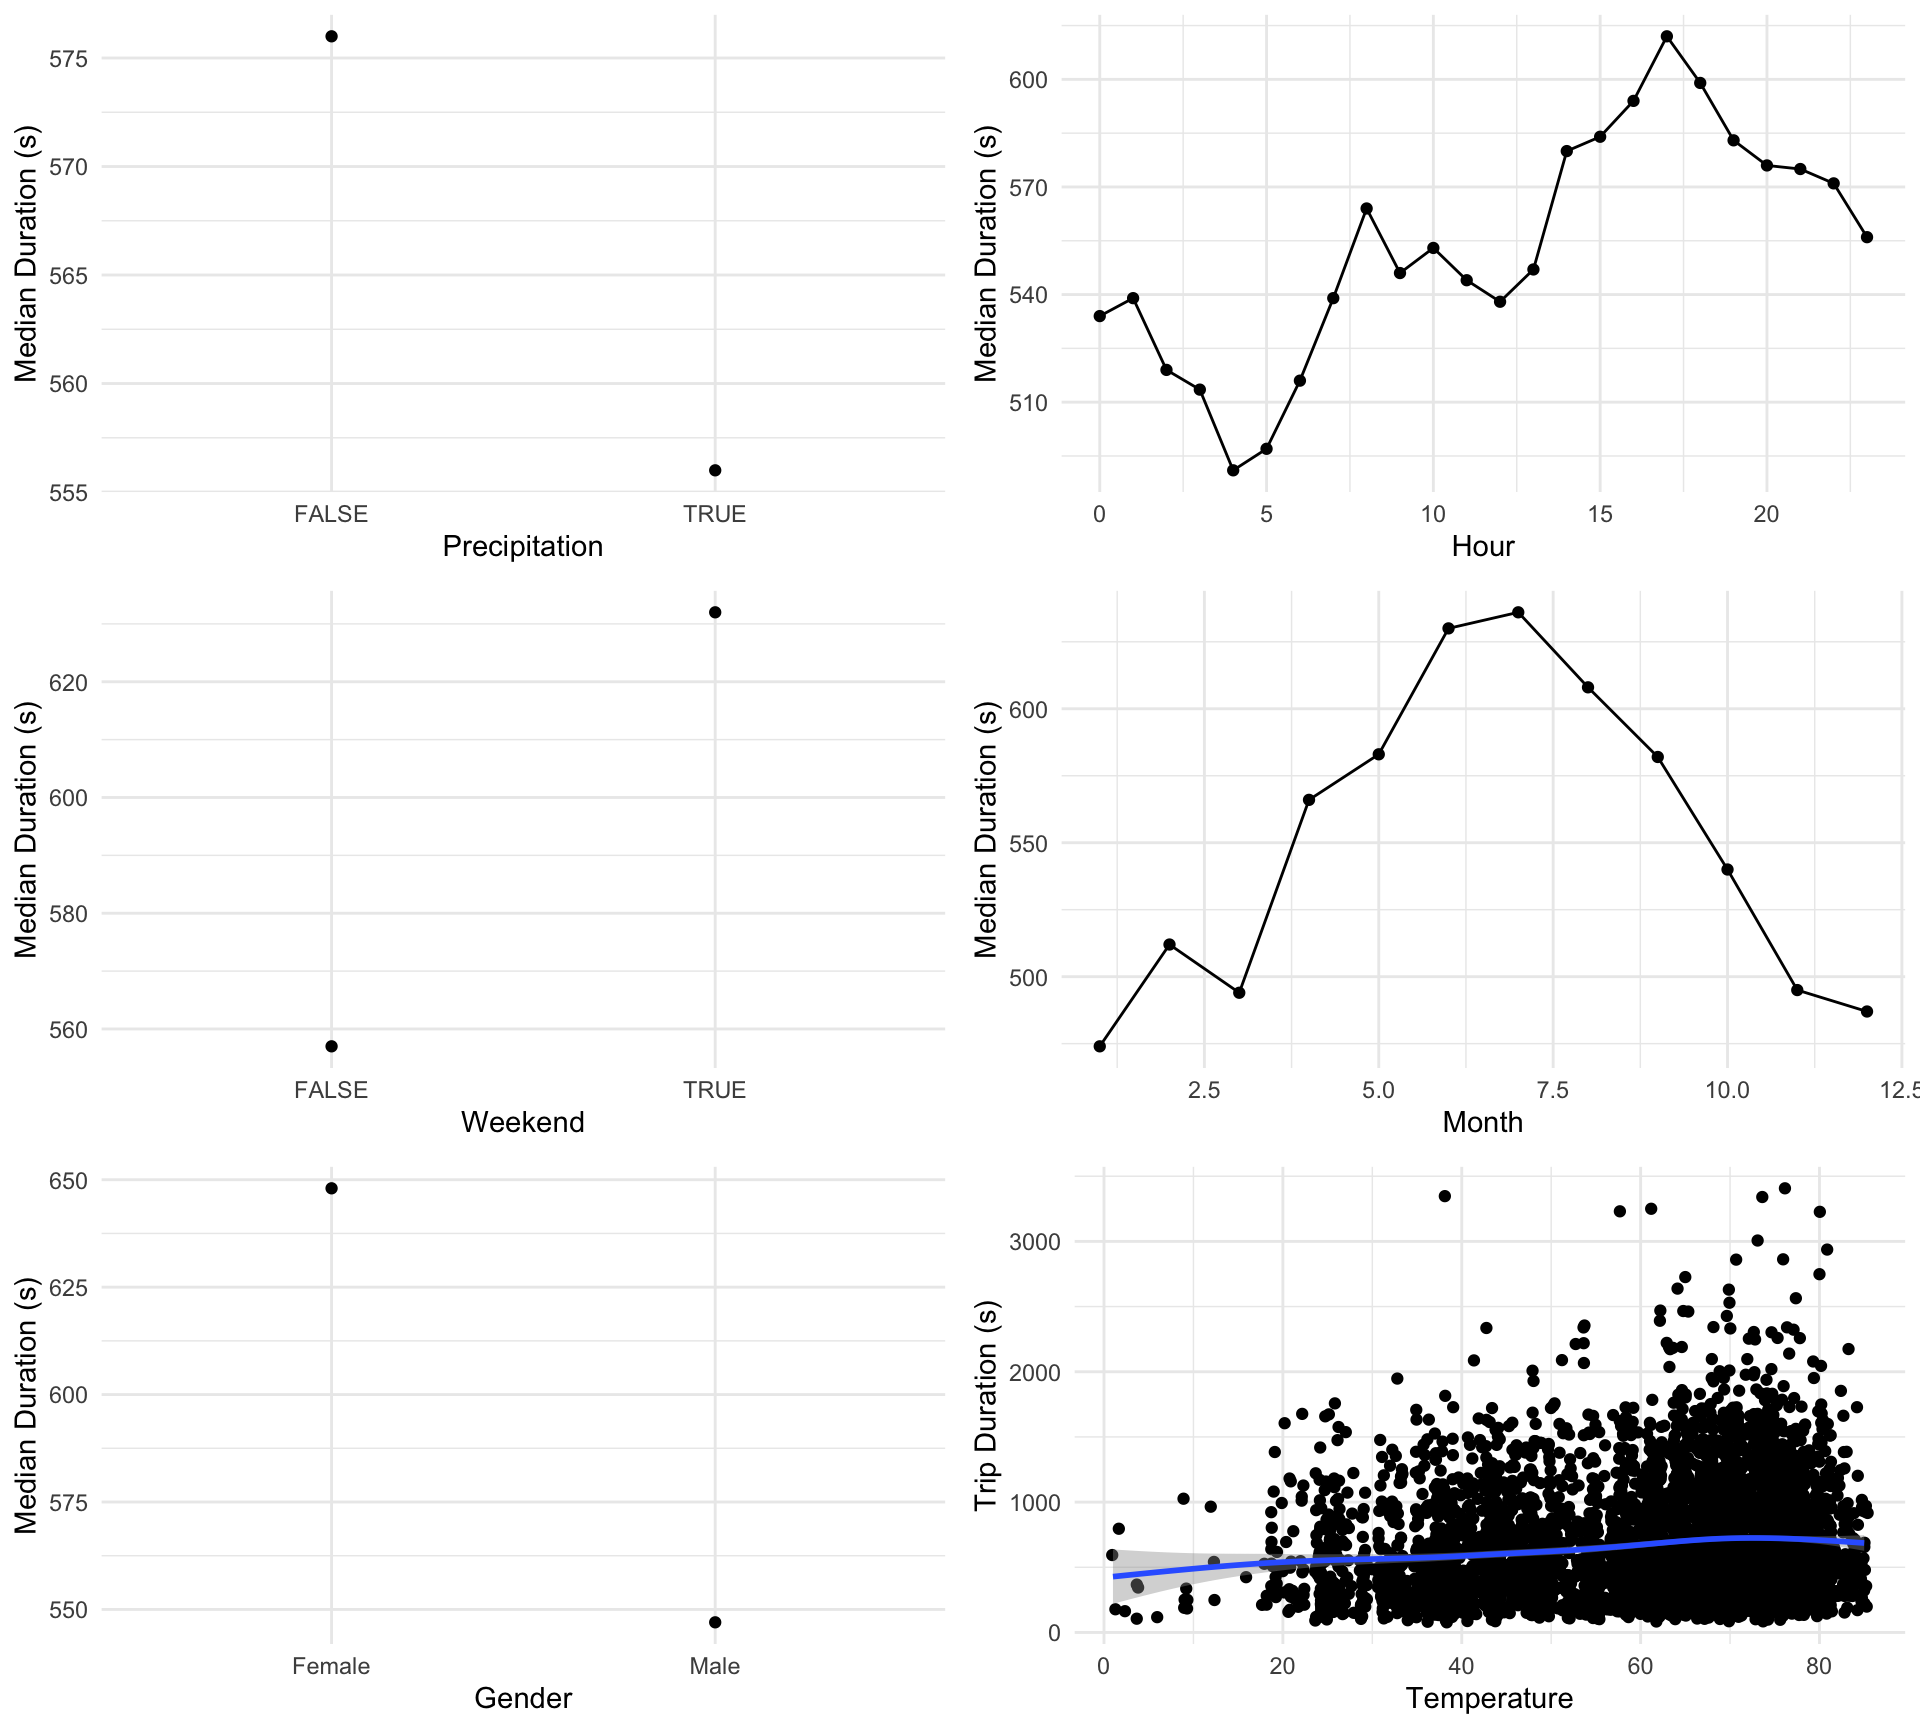 Median Duration (s)
575
570
565
560
555
FALSE TRUE
Precipitation
Median Duration (s)
600
570
540
510
0 5 10 15 20
Hour
Median Duration (s)
620
600
580
560
FALSE TRUE
Weekend
Median Duration (s)
600
550
500
2.5 5.0 7.5 10.0 12.5
Month
Median Duration (s)
650
625
600
575
550
Female Male
Gender
Trip Duration (s)
3000
2000
1000
0
0 20 40 60 80
Temperature